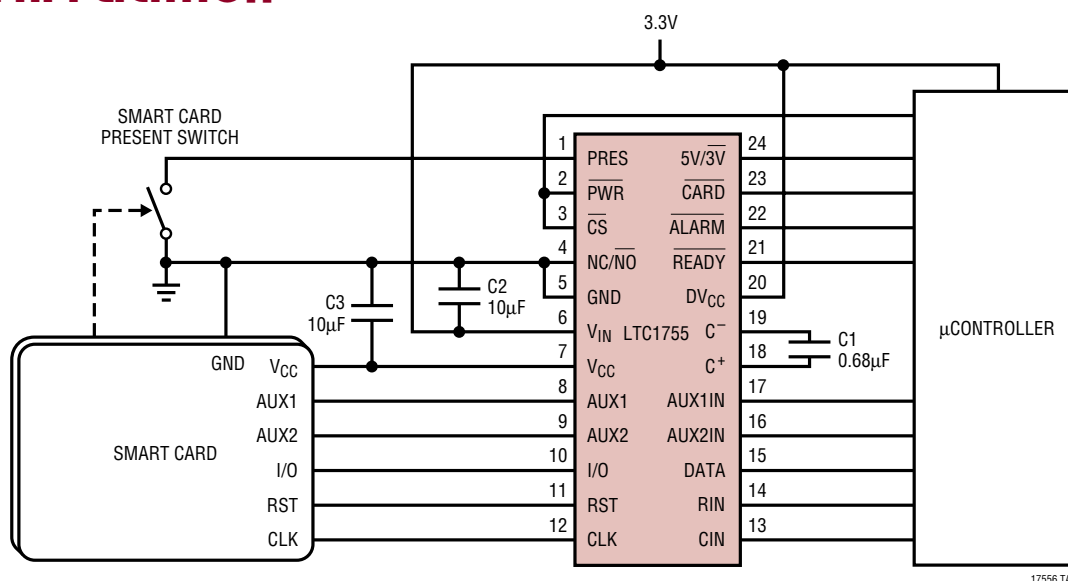 3.3V
SMART CARD
PRESENT SWITCH
1
PRES
5V/3V
24
2
PWR
CARD
23
3
CS
ALARM
22
4
NC/NO
READY
21
5
GND
DVCC
20
6
VIN
LTC1755
C–
19
7
VCC
C+
18
8
AUX1
AUX1IN
17
9
AUX2
AUX2IN
16
10
I/O
DATA
15
11
RST
RIN
14
12
CLK
CIN
13
C3
10µF
C2
10µF
C1
0.68µF
µCONTROLLER
GND
VCC
AUX1
AUX2
SMART CARD
I/O
RST
CLK